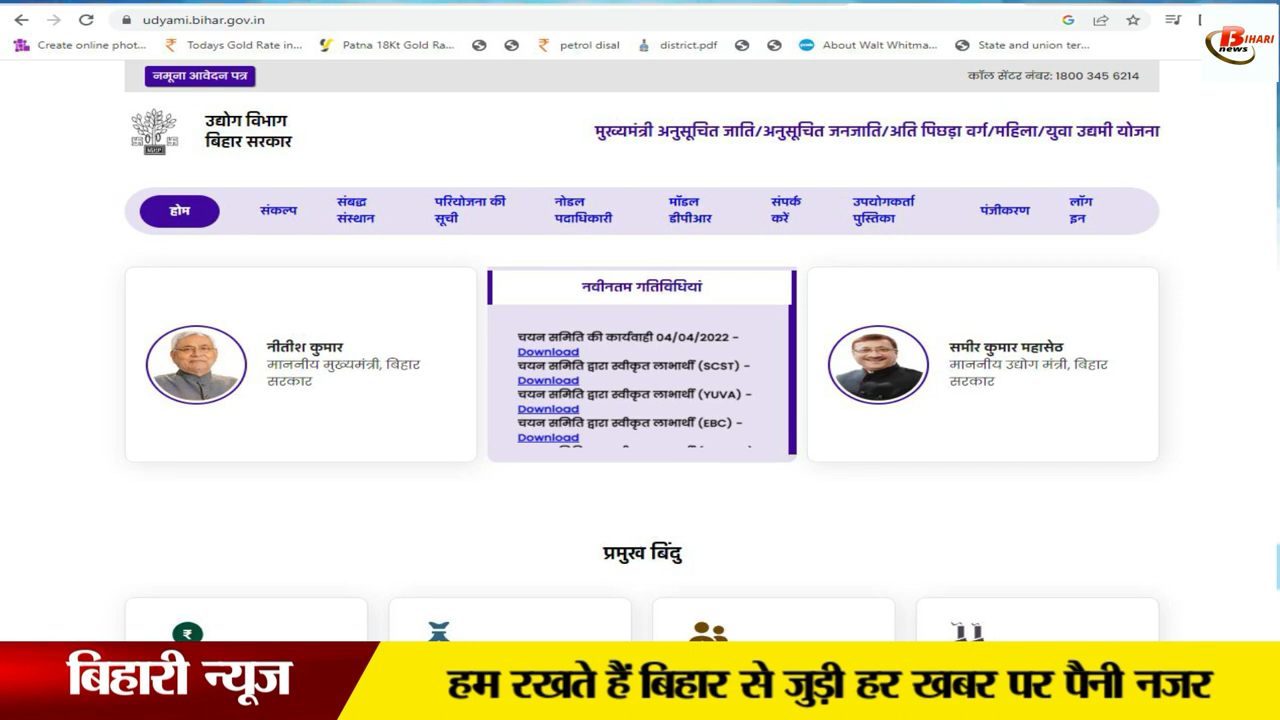 udyami.bihar.gov.in
Create online phot...
Todays Gold Rate in...
Patna 18Kt Gold Ra...
petrol disal
district.pdf
About Walt Whitma...
State and union ter...
BIHARI
news
नमूना आवेदन पत्र
कॉल सेंटर नंबर: 1800 345 6214
उद्योग विभाग
बिहार सरकार
मुख्यमंत्री अनुसूचित जाति/अनुसूचित जनजाति/अति पिछड़ा वर्ग/महिला/युवा उद्यमी योजना
होम
संकल्प
संबद्ध
संस्थान
परियोजना की
सूची
नोडल
पदाधिकारी
मॉडल
डीपीआर
संपर्क
करें
उपयोगकर्ता
पुस्तिका
पंजीकरण
लॉग
इन
नीतीश कुमार
माननीय मुख्यमंत्री, बिहार
सरकार
नवीनतम गतिविधियां
चयन समिति की कार्यवाही 04/04/2022 -
Download
चयन समिति द्वारा स्वीकृत लाभार्थी (SCST) -
Download
चयन समिति द्वारा स्वीकृत लाभार्थी (YUVA) -
Download
चयन समिति द्वारा स्वीकृत लाभार्थी (EBC) -
Download
समीर कुमार महासेठ
माननीय उद्योग मंत्री, बिहार
सरकार
प्रमुख बिंदु
बिहारी न्यूज
हम रखते हैं बिहार से जुड़ी हर खबर पर पैनी नजर